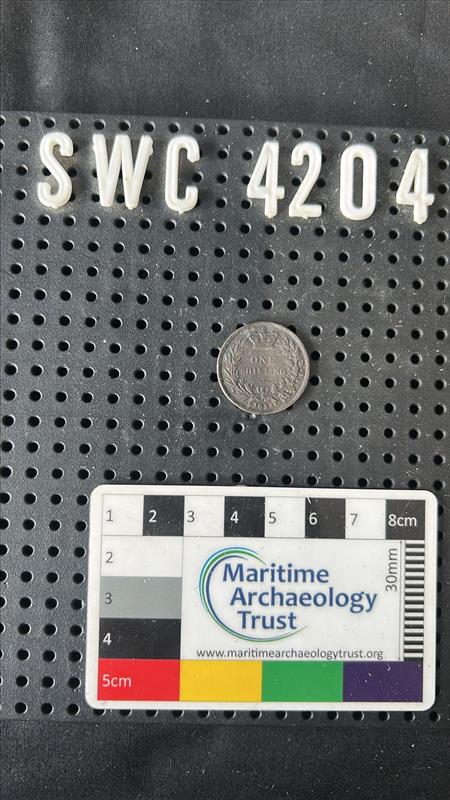 SWC 4204
ONE
SHILLING
1 2 3 4 5 6 7 8cm
2
3
4
5cm
30mm
Maritime
Archaeology
Trust
www.maritimearchaeologytrust.org